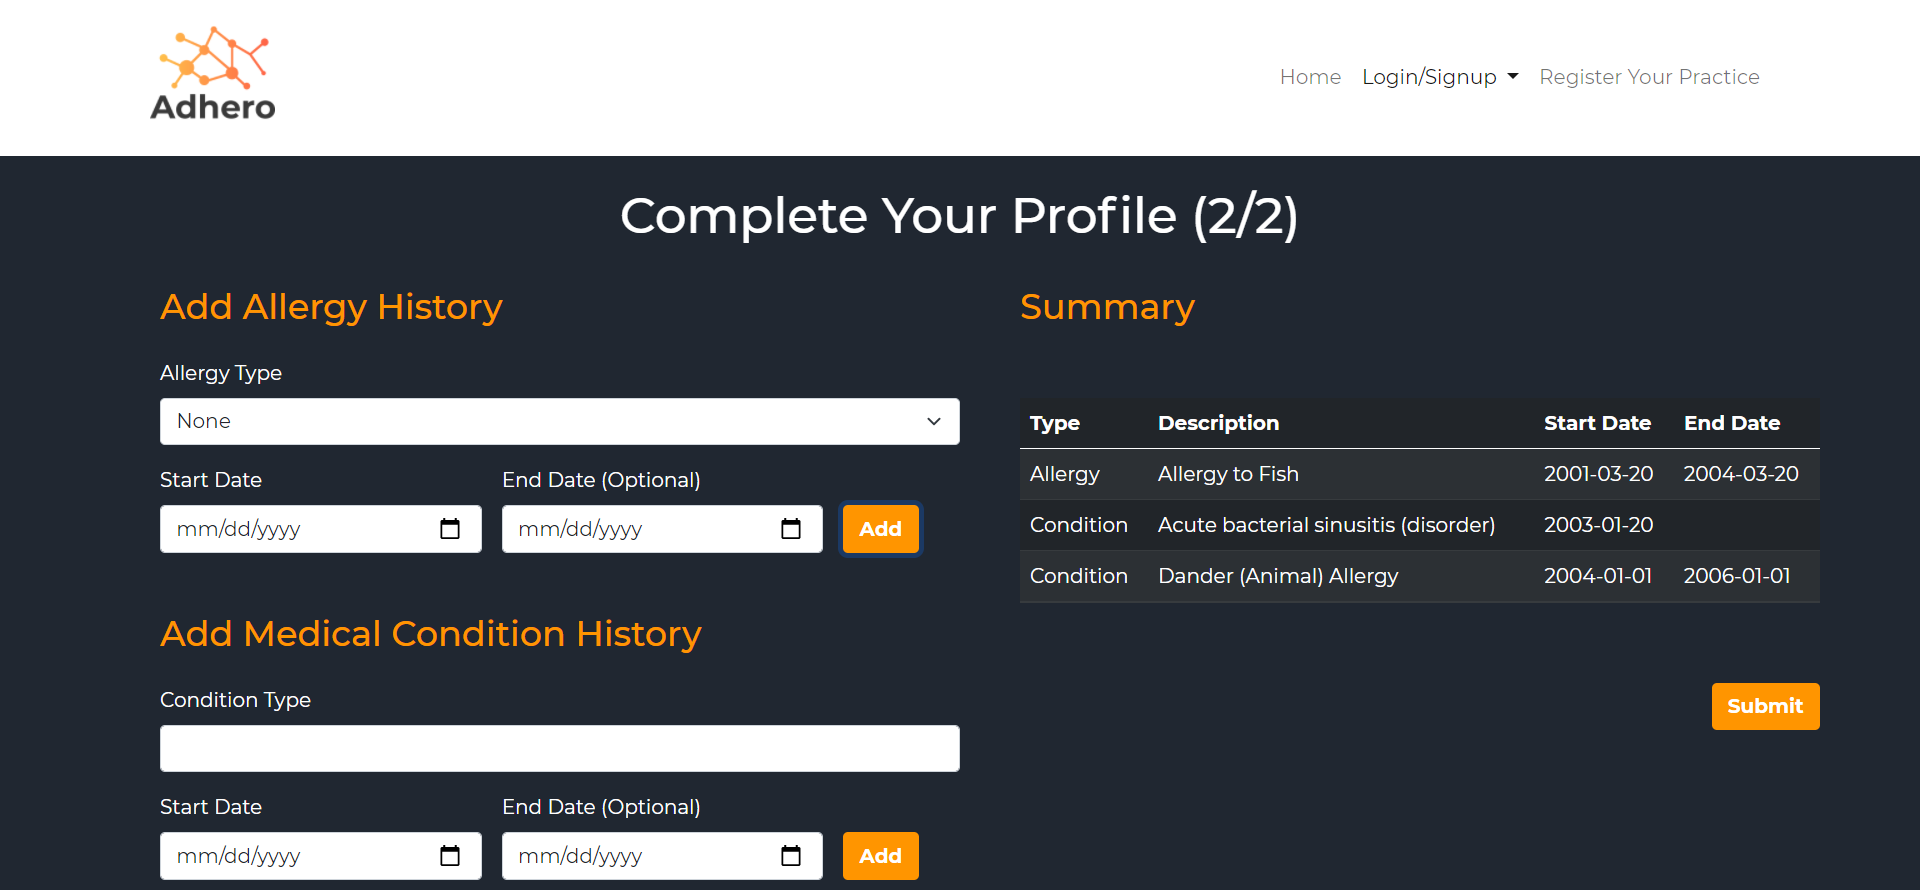 Adhero
Home Login/Signup Register Your Practice
Complete Your Profile (2/2)
Add Allergy History
Allergy Type
None
Start Date End Date (Optional)
mm/dd/yyyy mm/dd/yyyy Add
Add Medical Condition History
Condition Type
Start Date End Date (Optional)
mm/dd/yyyy mm/dd/yyyy Add
Summary
Type Description Start Date End Date
Allergy Allergy to Fish 2001-03-20 2004-03-20
Condition Acute bacterial sinusitis (disorder) 2003-01-20
Condition Dander (Animal) Allergy 2004-01-01 2006-01-01
Submit